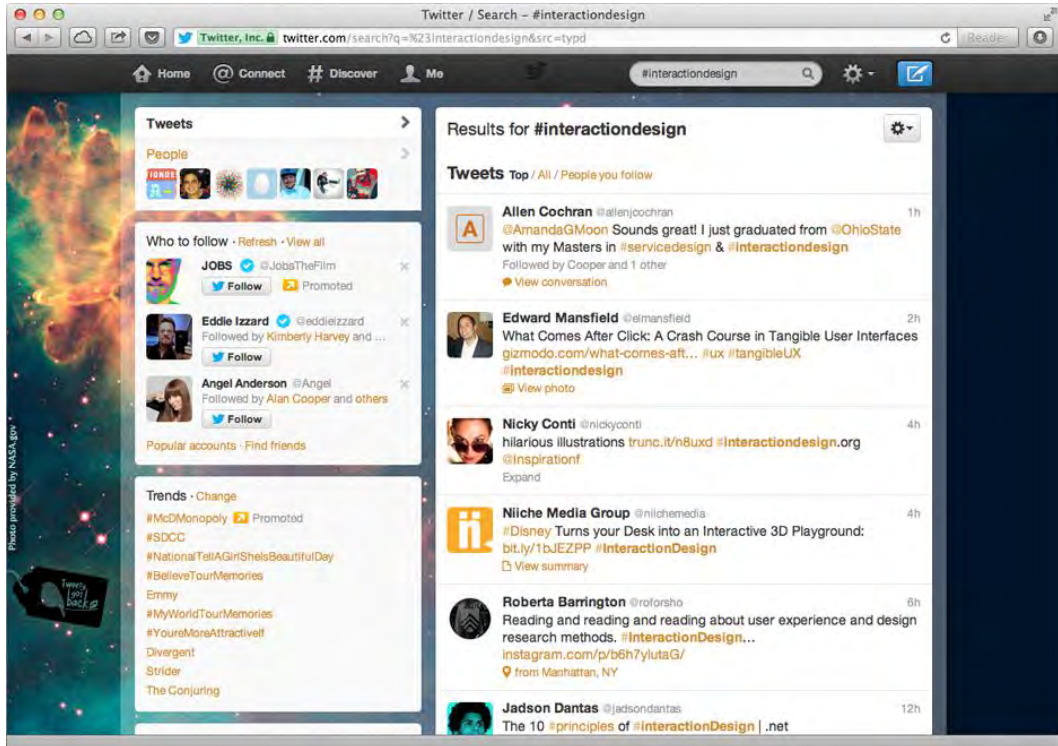 Twitter / Search – #interactiondesign
Twitter, Inc. twitter.com/search?q=%23interactiondesign&src=typd
Reader
Home
Connect
Discover
Me
#interactiondesign
Tweets
People
Who to follow · Refresh · View all
JOBS @JobsTheFilm
Follow Promoted
Eddie Izzard @eddieizzard
Followed by Kimberly Harvey and ...
Follow
Angel Anderson @Angel
Followed by Alan Cooper and others
Follow
Popular accounts · Find friends
Trends · Change
#McDMonopoly Promoted
#SDCC
#NationalTellAGirlSheIsBeautifulDay
#BelieveTourMemories
Emmy
#MyWorldTourMemories
#YoureMoreAttractiveIf
Divergent
Strider
The Conjuring
Photo provided by NASA.gov
Results for #interactiondesign
Tweets Top / All / People you follow
Allen Cochran @allenjcochran 1h
@AmandaGMoon Sounds great! I just graduated from @OhioState
with my Masters in #servicedesign & #interactiondesign
Followed by Cooper and 1 other
View conversation
Edward Mansfield @elmansfield 2h
What Comes After Click: A Crash Course in Tangible User Interfaces
gizmodo.com/what-comes-aft... #ux #tangibleUX
#interactiondesign
View photo
Nicky Conti @nickyconti 4h
hilarious illustrations trunc.it/n8uxd #interactiondesign.org
@Inspirationf
Expand
Niiche Media Group @niichemedia 4h
#Disney Turns your Desk into an Interactive 3D Playground:
bit.ly/1bJEZPP #InteractionDesign
View summary
Roberta Barrington @roforsho 6h
Reading and reading and reading about user experience and design
research methods. #InteractionDesign...
instagram.com/p/b6h7ylutaG/
from Manhattan, NY
Jadson Dantas @jadsondantas 12h
The 10 #principles of #interactionDesign | .net